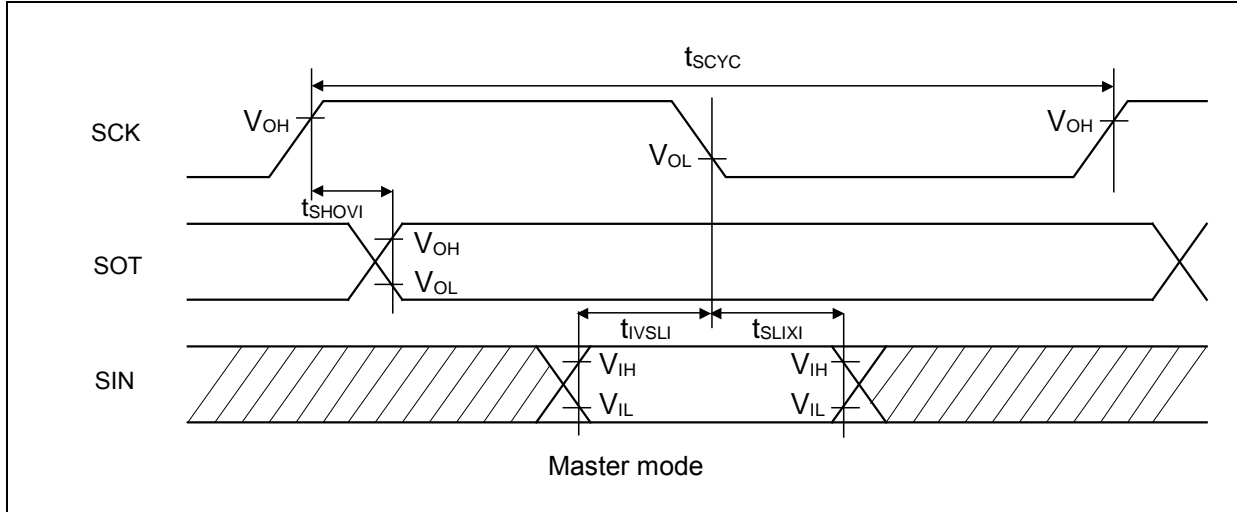 tSCYC
SCK
VOH
VOL
VOH
tSHOVI
SOT
VOH
VOL
tIVSLI
tSLIXI
SIN
VIH
VIH
VIL
VIL
Master mode